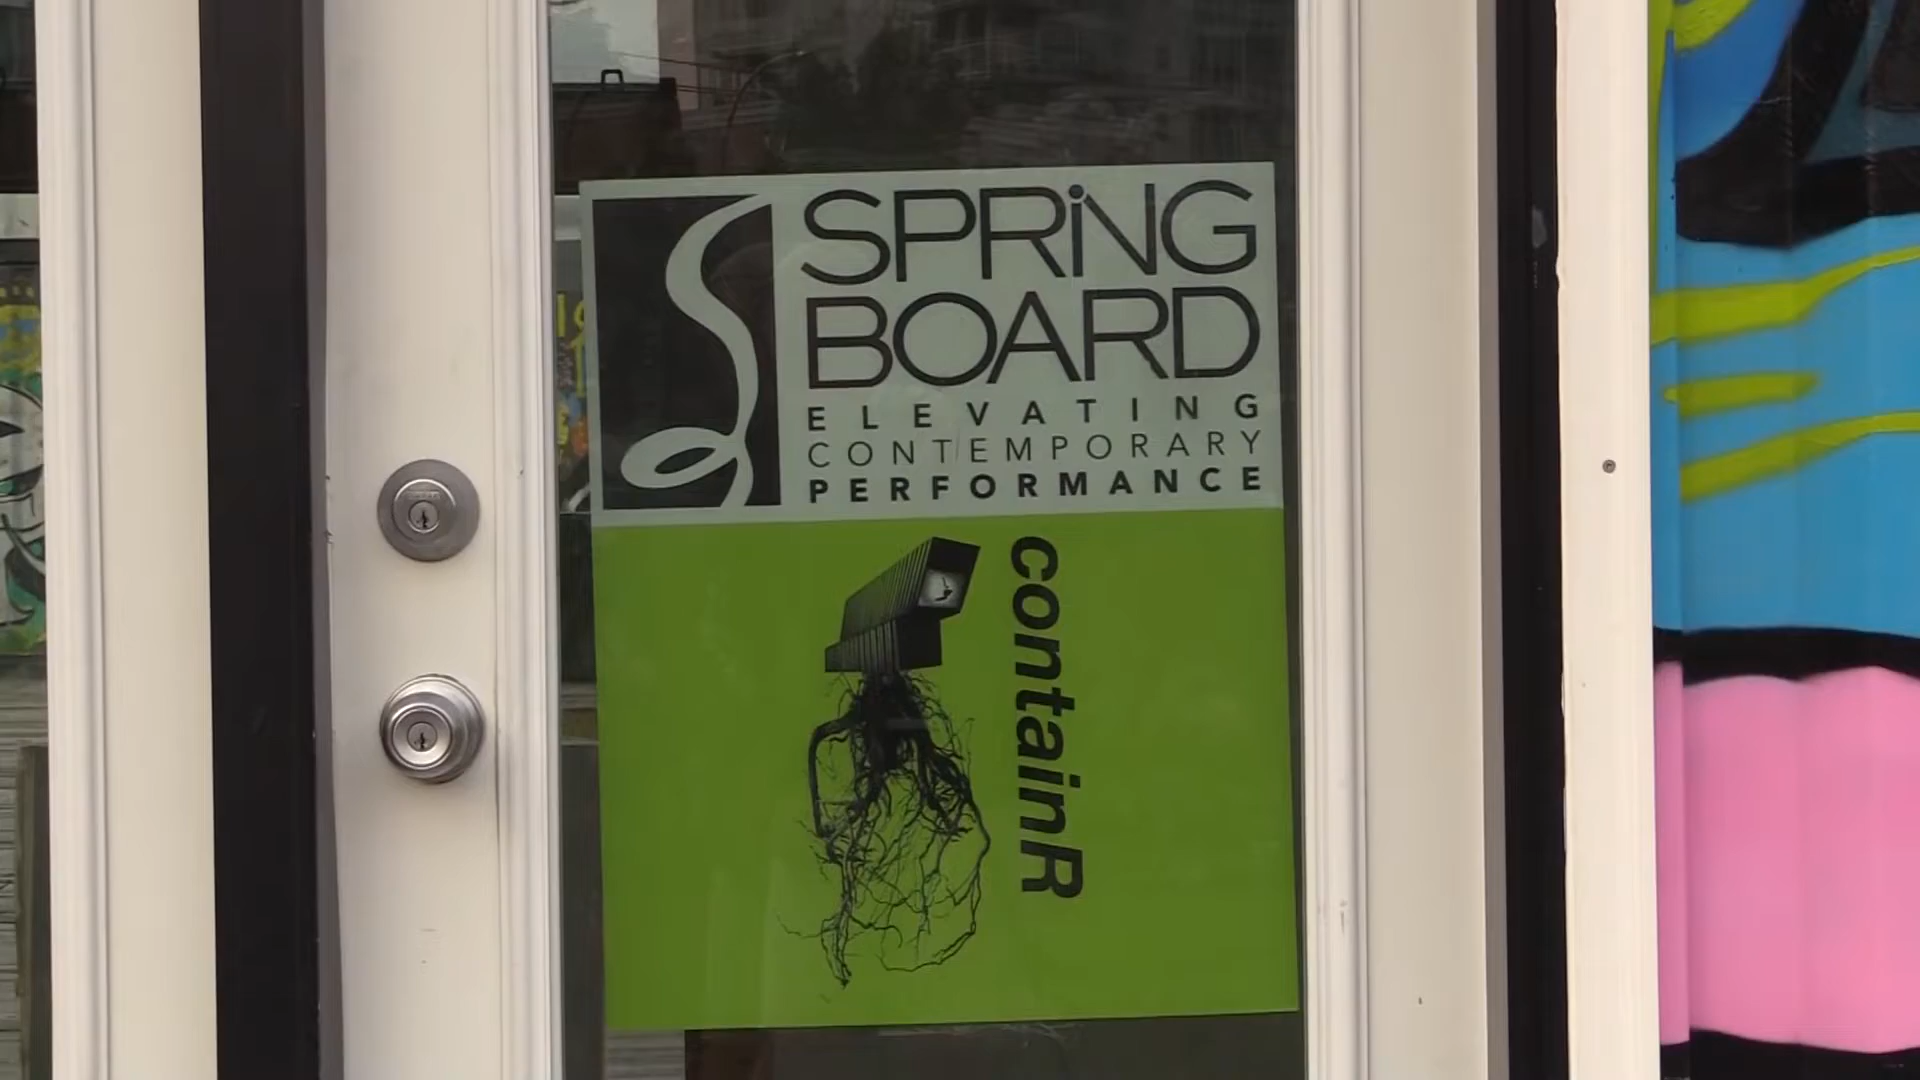 SPRiNG
BOARD
ELEVATING
CONTEMPORARY
PERFORMANCE
containR